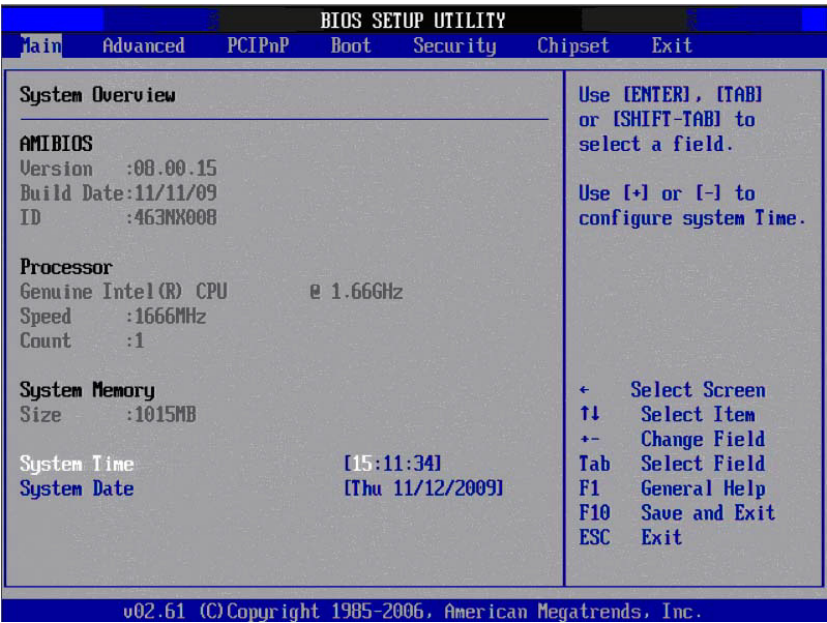 BIOS SETUP UTILITY
Main Advanced PCIPnP Boot Security Chipset Exit
System Overview
AMIBIOS
Version :08.00.15
Build Date:11/11/09
ID :463NX008
Processor
Genuine Intel(R) CPU @ 1.66GHz
Speed :1666MHz
Count :1
System Memory
Size :1015MB
System Time [15:11:34]
System Date [Thu 11/12/2009]
Use [ENTER], [TAB]
or [SHIFT-TAB] to
select a field.
Use [+] or [-] to
configure system Time.
← Select Screen
↑↓ Select Item
+- Change Field
Tab Select Field
F1 General Help
F10 Save and Exit
ESC Exit
v02.61 (C)Copyright 1985-2006, American Megatrends, Inc.